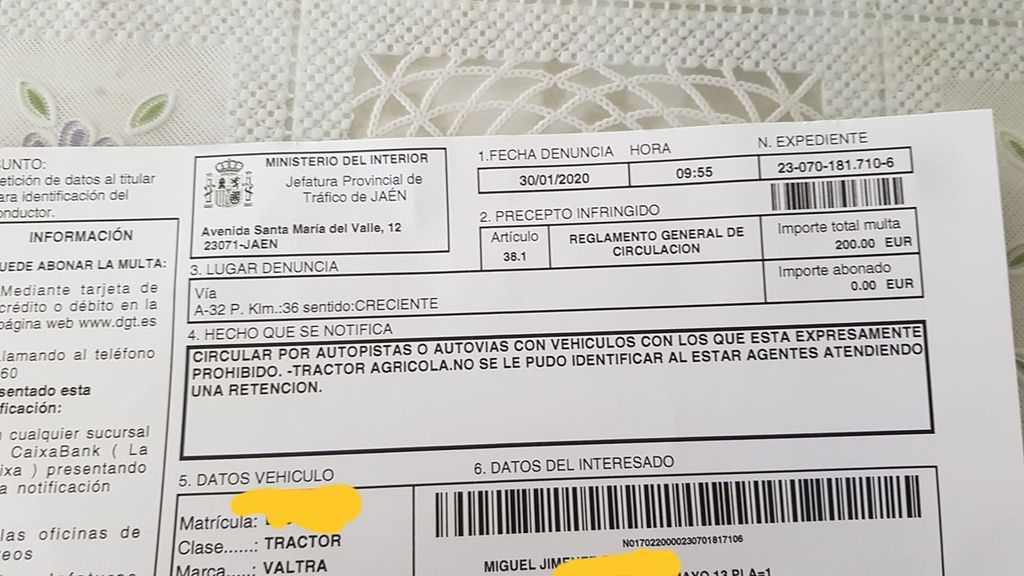 UNTO:
etición de datos al titular
ara identificación del
onductor.
INFORMACIÓN
UEDE ABONAR LA MULTA:
Mediante tarjeta de
crédito o débito en la
página web www.dgt.es
lamando al teléfono
60
sentado esta
ificación:
cualquier sucursal
CaixaBank ( La
ixa ) presentando
a notificación
las oficinas de
eos
MINISTERIO DEL INTERIOR
Jefatura Provincial de
Tráfico de JAÉN
Avenida Santa María del Valle, 12
23071-JAEN
1.FECHA DENUNCIA HORA N. EXPEDIENTE
30/01/2020 09:55 23-070-181.710-6
2. PRECEPTO INFRINGIDO
Artículo
38.1
REGLAMENTO GENERAL DE
CIRCULACION
Importe total multa
200.00 EUR
Importe abonado
0.00 EUR
3. LUGAR DENUNCIA
Vía
A-32 P. Klm.:36 sentido:CRECIENTE
4. HECHO QUE SE NOTIFICA
CIRCULAR POR AUTOPISTAS O AUTOVIAS CON VEHICULOS CON LOS QUE ESTA EXPRESAMENTE
PROHIBIDO. -TRACTOR AGRICOLA.NO SE LE PUDO IDENTIFICAR AL ESTAR AGENTES ATENDIENDO
UNA RETENCION.
5. DATOS VEHICULO
Matrícula:
Clase......: TRACTOR
Marca.....: VALTRA
6. DATOS DEL INTERESADO
N0170220000230701817106
MIGUEL
MAYO 13 PLA=1